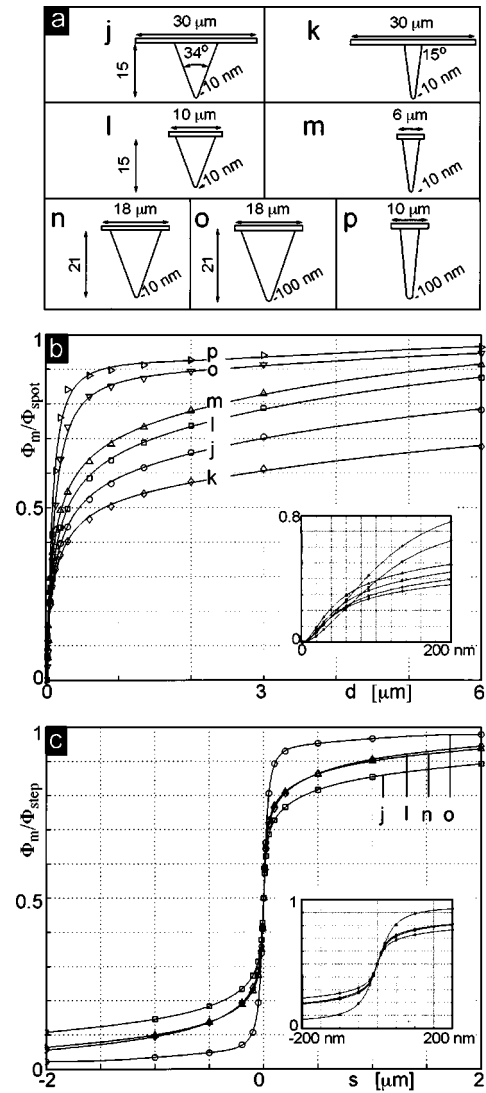 a
j
30 μm
15
34º
10 nm
k
30 μm
15º
10 nm
l
10 μm
15
10 nm
m
6 μm
10 nm
n
18 μm
21
10 nm
o
18 μm
21
100 nm
p
10 μm
100 nm
b
Φm/Φspot
1
0.5
0
p
o
m
l
j
k
0.8
0
200 nm
0
3
d [μm]
6
c
Φm/Φstep
1
0.5
0
j l n o
1
0
-200 nm
200 nm
-2
0
s [μm]
2